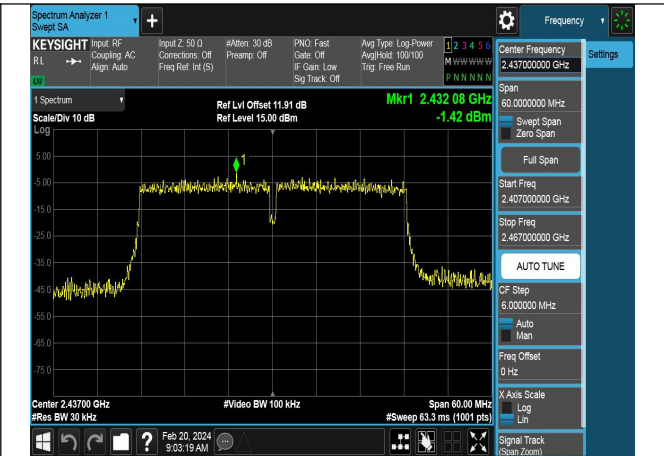 Spectrum Analyzer 1
Swept SA
+
Frequency
KEYSIGHT
RL
Input: RF
Coupling: AC
Align: Auto
Input Z: 50 Ω
Corrections: Off
Freq Ref: Int (S)
#Atten: 30 dB
Preamp: Off
PNO: Fast
Gate: Off
IF Gain: Low
Sig Track: Off
Avg Type: Log-Power
Avg|Hold: 100/100
Trig: Free Run
1 2 3 4 5 6
M W W W W W
P N N N N N
LXI
1 Spectrum
Scale/Div 10 dB
Log
Ref Lvl Offset 11.91 dB
Ref Level 15.00 dBm
Mkr1 2.432 08 GHz
-1.42 dBm
1
5.00
-5.00
-15.0
-25.0
-35.0
-45.0
-55.0
-65.0
-75.0
Center 2.43700 GHz
#Res BW 30 kHz
#Video BW 100 kHz
Span 60.00 MHz
#Sweep 63.3 ms (1001 pts)
Feb 20, 2024
9:03:19 AM
?
Center Frequency
2.437000000 GHz
Settings
Span
60.0000000 MHz
Swept Span
Zero Span
Full Span
Start Freq
2.407000000 GHz
Stop Freq
2.467000000 GHz
AUTO TUNE
CF Step
6.000000 MHz
Auto
Man
Freq Offset
0 Hz
X Axis Scale
Log
Lin
Signal Track
(Span Zoom)